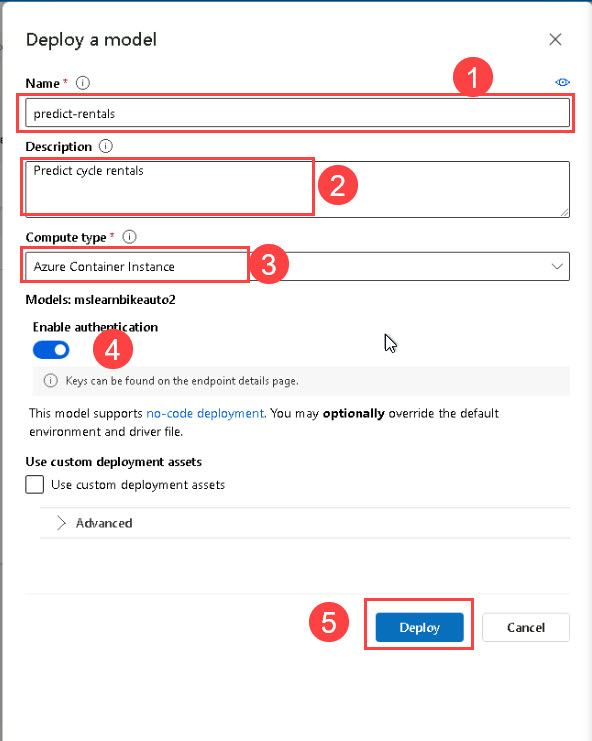 Deploy a model
1
Name *
predict-rentals
Description
Predict cycle rentals
2
Compute type *
Azure Container Instance
3
Models: mslearnbikeauto2
Enable authentication
4
Keys can be found on the endpoint details page.
This model supports no-code deployment. You may optionally override the default
environment and driver file.
Use custom deployment assets
Use custom deployment assets
Advanced
5
Deploy
Cancel